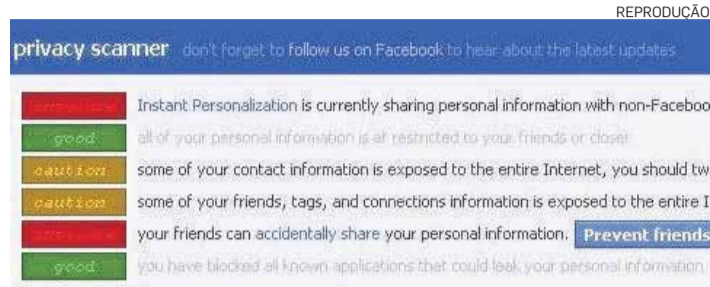 REPRODUÇÃO
privacy scanner don't forget to follow us on Facebook to hear about the latest updates
Instant Personalization is currently sharing personal information with non-Faceboo
good all of your personal information is at restricted to your friends or closer
caution some of your contact information is exposed to the entire Internet, you should tw
caution some of your friends, tags, and connections information is exposed to the entire I
your friends can accidentally share your personal information. Prevent friends
good you have blocked all known applications that could leak your personal information